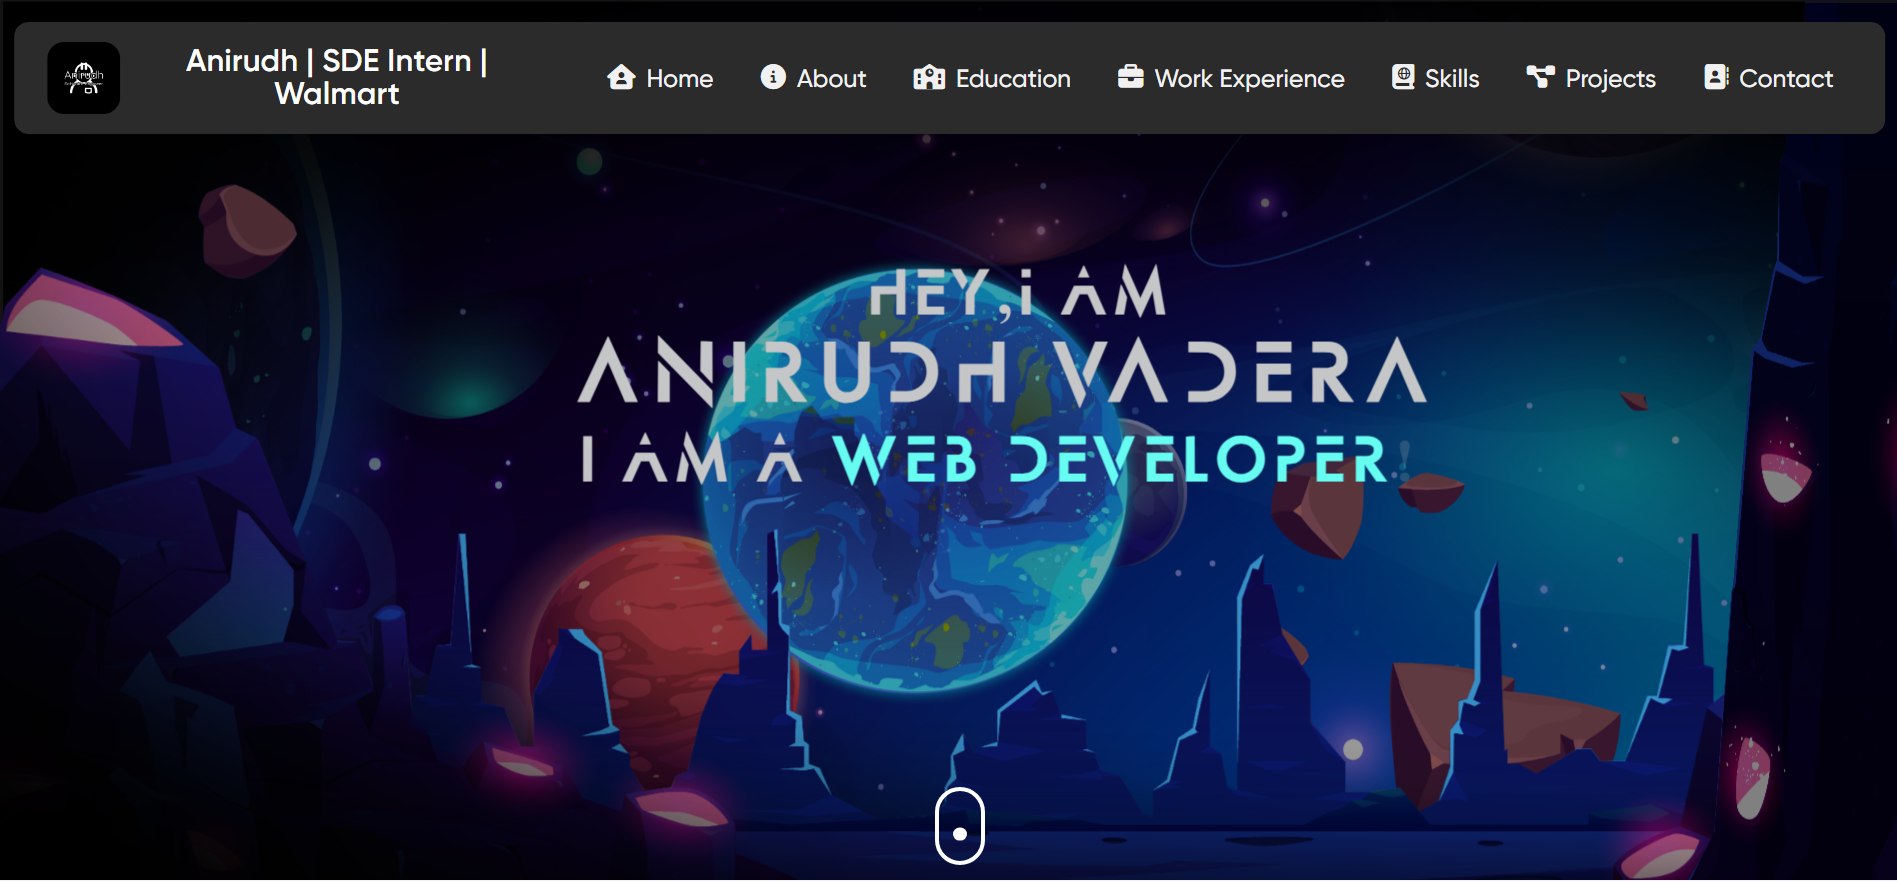 Anirudh
Anirudh | SDE Intern |
Walmart
Home
About
Education
Work Experience
Skills
Projects
Contact
HEY,i AM
ANIRUDH VADERA
I AM A WEB DEVELOPER!